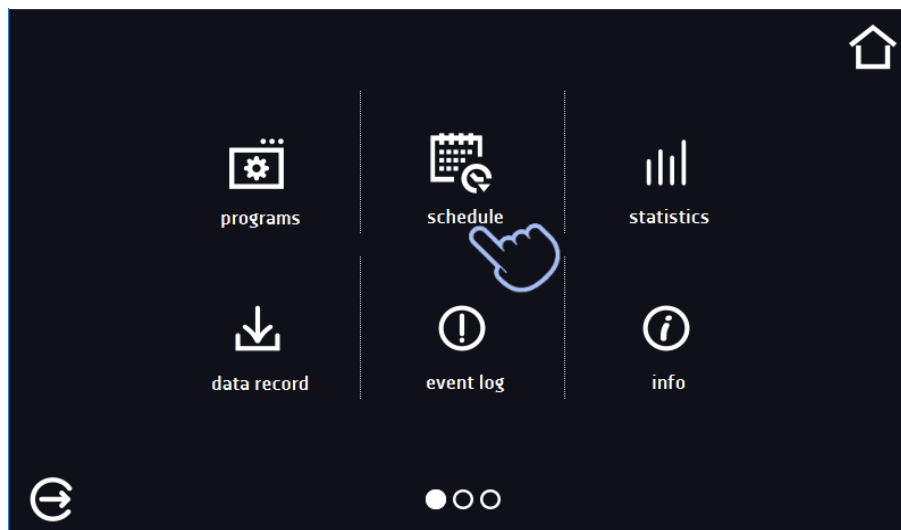 programs
schedule
statistics
data record
event log
info